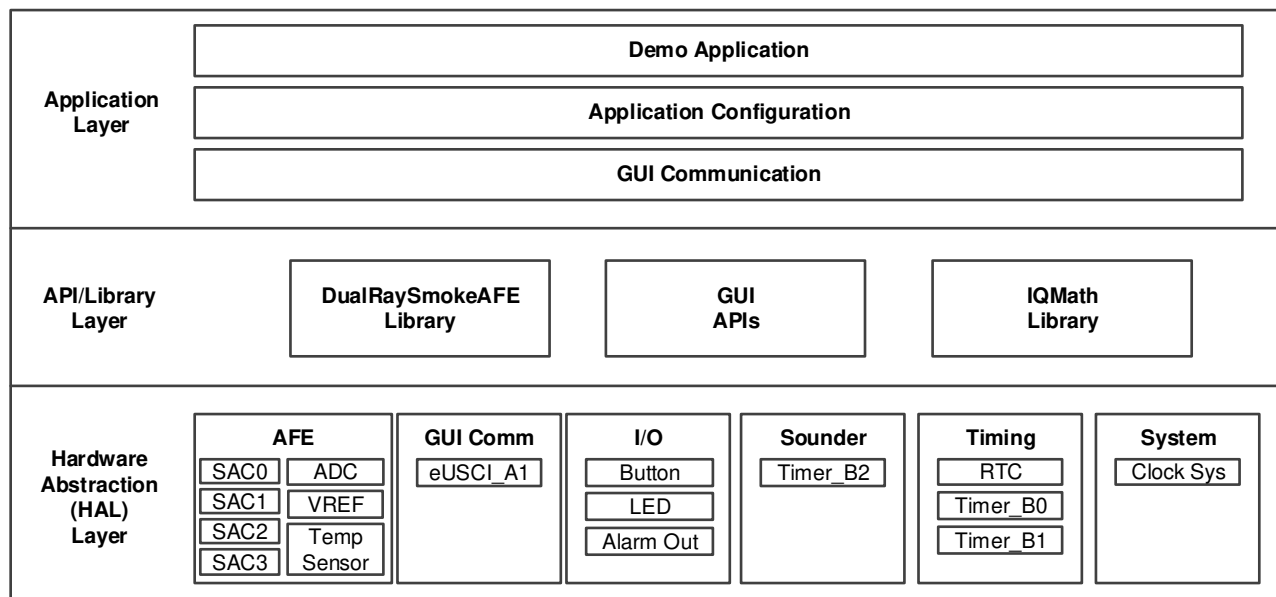 Application
Layer
Demo Application
Application Configuration
GUI Communication
API/Library
Layer
DualRaySmokeAFE
Library
GUI
APIs
IQMath
Library
Hardware
Abstraction
(HAL)
Layer
AFE
SAC0
SAC1
SAC2
SAC3
ADC
VREF
Temp
Sensor
GUI Comm
eUSCI_A1
I/O
Button
LED
Alarm Out
Sounder
Timer_B2
Timing
RTC
Timer_B0
Timer_B1
System
Clock Sys